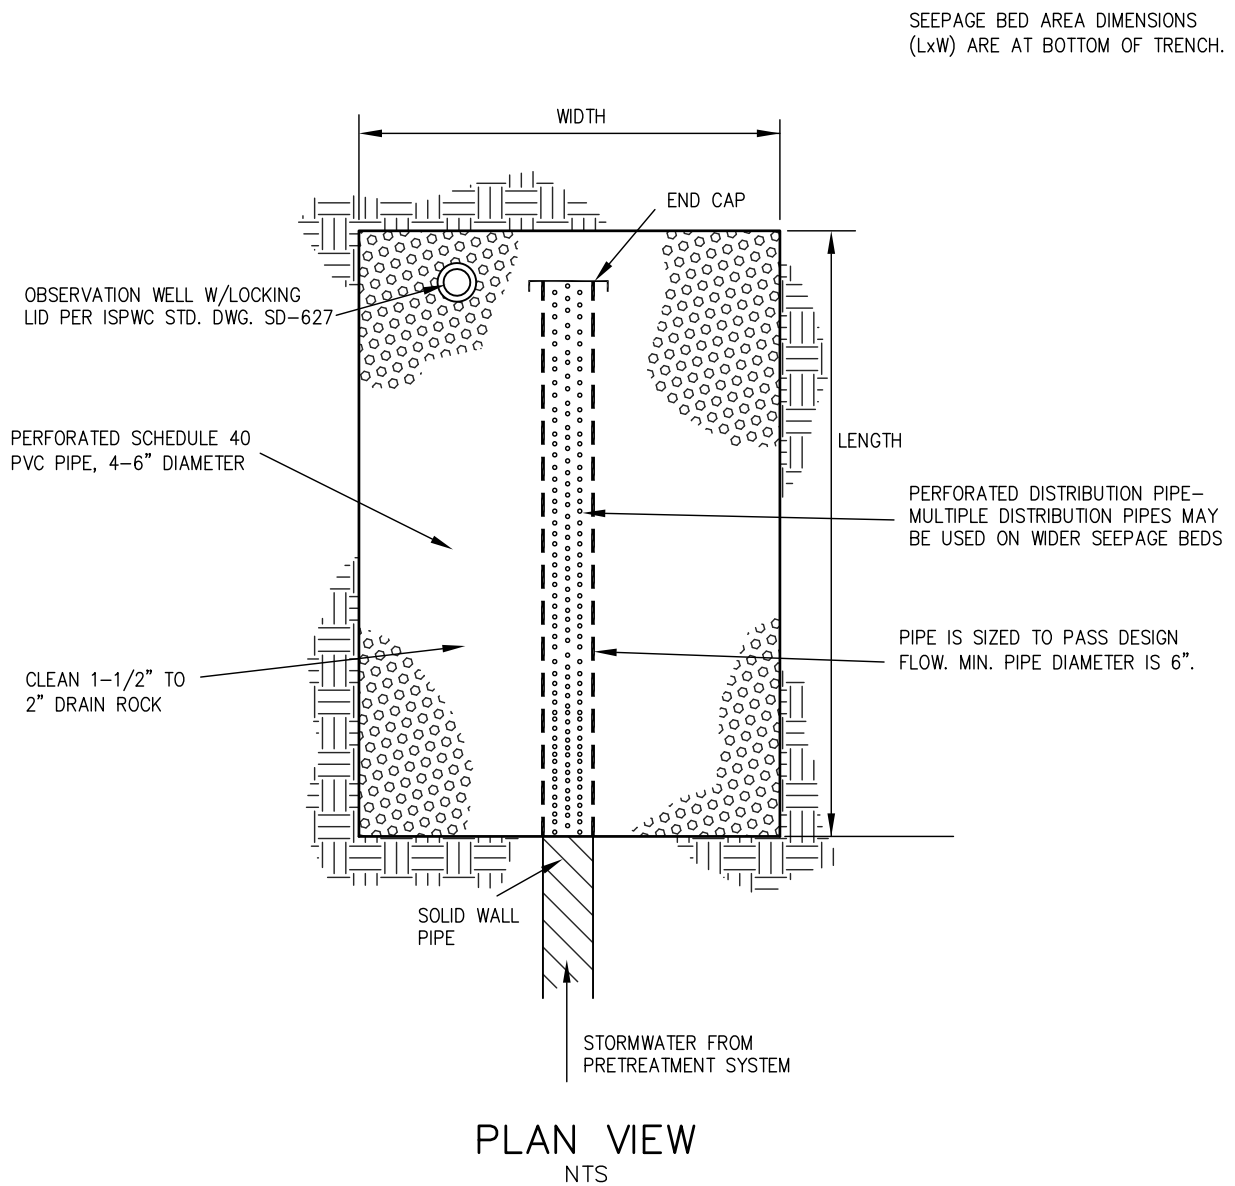 SEEPAGE BED AREA DIMENSIONS
(LxW) ARE AT BOTTOM OF TRENCH.
WIDTH
END CAP
OBSERVATION WELL W/LOCKING
LID PER ISPWC STD. DWG. SD-627
PERFORATED SCHEDULE 40
PVC PIPE, 4-6" DIAMETER
LENGTH
PERFORATED DISTRIBUTION PIPE-
MULTIPLE DISTRIBUTION PIPES MAY
BE USED ON WIDER SEEPAGE BEDS
PIPE IS SIZED TO PASS DESIGN
FLOW. MIN. PIPE DIAMETER IS 6".
CLEAN 1-1/2" TO
2" DRAIN ROCK
SOLID WALL
PIPE
STORMWATER FROM
PRETREATMENT SYSTEM
PLAN VIEW
NTS